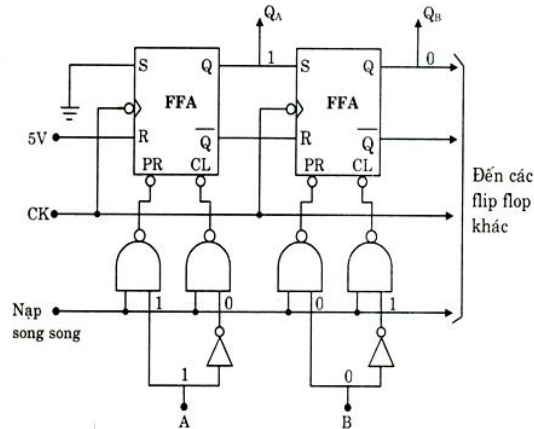 QA QB
S Q 1 S Q 0
FFA FFA
5V R Q R Q
PR CL PR CL
Đến các
flip flop
khác
CK
Nạp
song song
1 0 0 1
1 0
A B